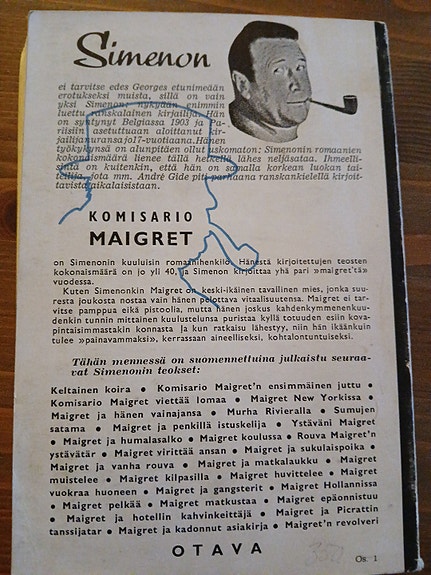 Simenon
ei tarvitse edes Georges etunimeään
erotukseksi muista, sillä on vain
yksi Simenon: nykyään enimmin
luettu ranskalainen kirjailija. Hän
on syntynyt Belgiassa 1903 ja Pa-
riisiin asetuttuaan aloittanut kir-
jailijanuransa jo 17-vuotiaana. Hänen
työkykynsä on alunpitäen ollut uskomaton: Simenonin romaanien
kokonaismäärä lienee tällä hetkellä lähes neljäsataa. Ihmeelli-
sintä on kuitenkin, että hän on samalla korkean luokan tai-
teilija, jota mm. André Gide piti parhaana ranskankielellä kirjoit-
tavista aikalaisistaan.
KOMISARIO
MAIGRET
on Simenonin kuuluisin romaanihenkilö. Hänestä kirjoitettujen teosten
kokonaismäärä on jo yli 40, ja Simenon kirjoittaa yhä pari »maigret'tä»
vuodessa.
Kuten Simenonkin Maigret on keski-ikäinen tavallinen mies, jonka suu-
resta joukosta nostaa vain hänen pelottava vitaalisuutensa. Maigret ei tar-
vitse pamppua eikä pistoolia, mutta hänen joskus kahdenkymmenenkuu-
denkin tunnin mittainen kuulustelunsa puristaa kyllä totuuden esiin kova-
pintaisimmastakin konnasta ja kun ratkaisu lähestyy, niin hän ikäänkuin
tulee »painavammaksi», kerrassaan aineelliseksi, kohtalontuntoiseksi.
Tähän mennessä on suomennettuina julkaistu seuraa-
vat Simenonin teokset:
Keltainen koira • Komisario Maigret'n ensimmäinen juttu •
Komisario Maigret viettää lomaa • Maigret New Yorkissa •
Maigret ja hänen vainajansa • Murha Rivieralla • Sumujen
satama • Maigret ja penkillä istuskelija • Ystäväni Maigret
• Maigret ja humalasalko • Maigret koulussa • Rouva Maigret'n
ystävätär • Maigret virittää ansan • Maigret ja sukulaispoika •
Maigret ja vanha rouva • Maigret ja matkalaukku • Maigret
muistelee • Maigret kilpasilla • Maigret huvittelee • Maigret
vuokraa huoneen • Maigret ja gangsterit • Maigret Hollannissa
• Maigret pelkää • Maigret matkustaa • Maigret epäonnistuu
• Maigret ja hotellin kahvinkeittäjä • Maigret ja Picrattin
tanssijatar • Maigret ja kadonnut asiakirja • Maigret'n revolveri
OTAVA
Os. 1